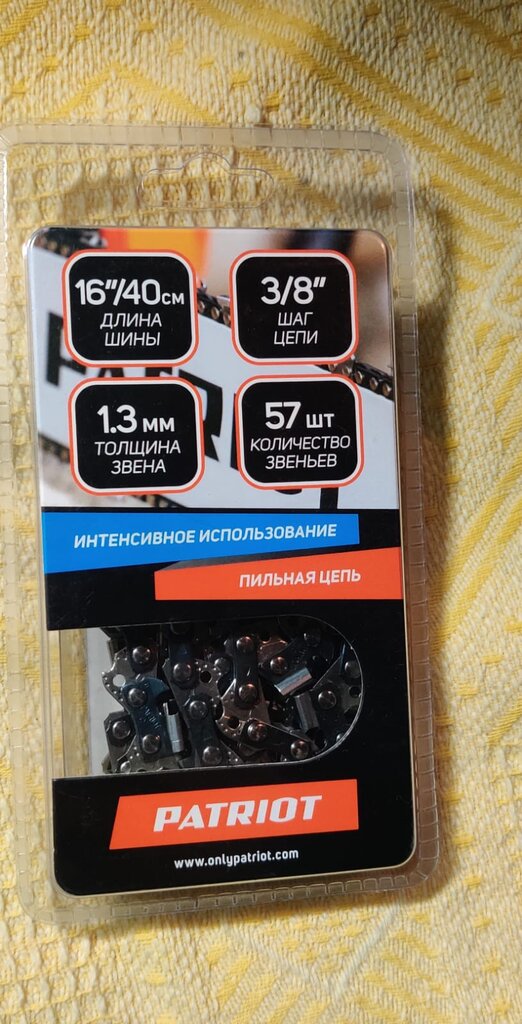 16"/40см
ДЛИНА
ШИНЫ
3/8"
ШАГ
ЦЕПИ
1.3 мм
ТОЛЩИНА
ЗВЕНА
57 шт
КОЛИЧЕСТВО
ЗВЕНЬЕВ
ИНТЕНСИВНОЕ ИСПОЛЬЗОВАНИЕ
ПИЛЬНАЯ ЦЕПЬ
PATRIOT
www.onlypatriot.com